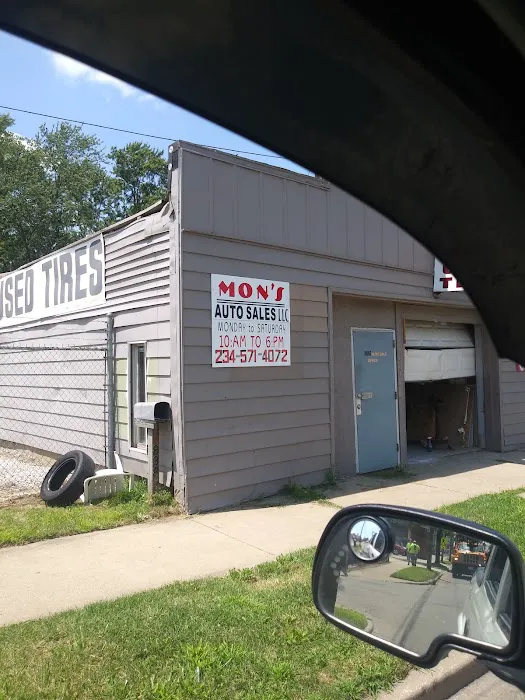 USED TIRES
MON'S
AUTO SALES LLC
MONDAY to SATURDAY
10:AM TO 6:PM
234-571-4072